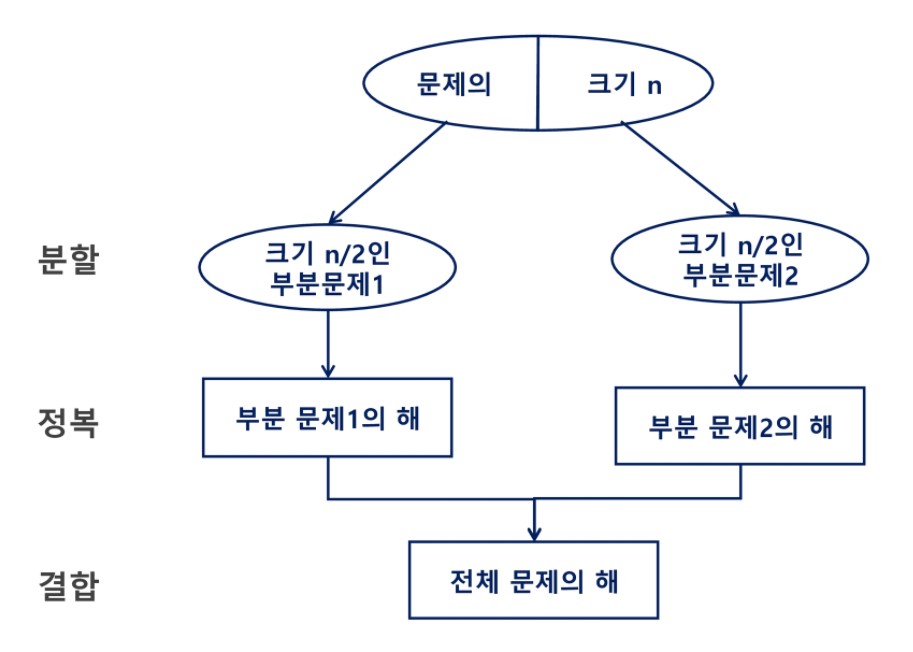 문제의
크기 n
분할
크기 n/2인
부분문제1
크기 n/2인
부분문제2
정복
부분 문제1의 해
부분 문제2의 해
결합
전체 문제의 해